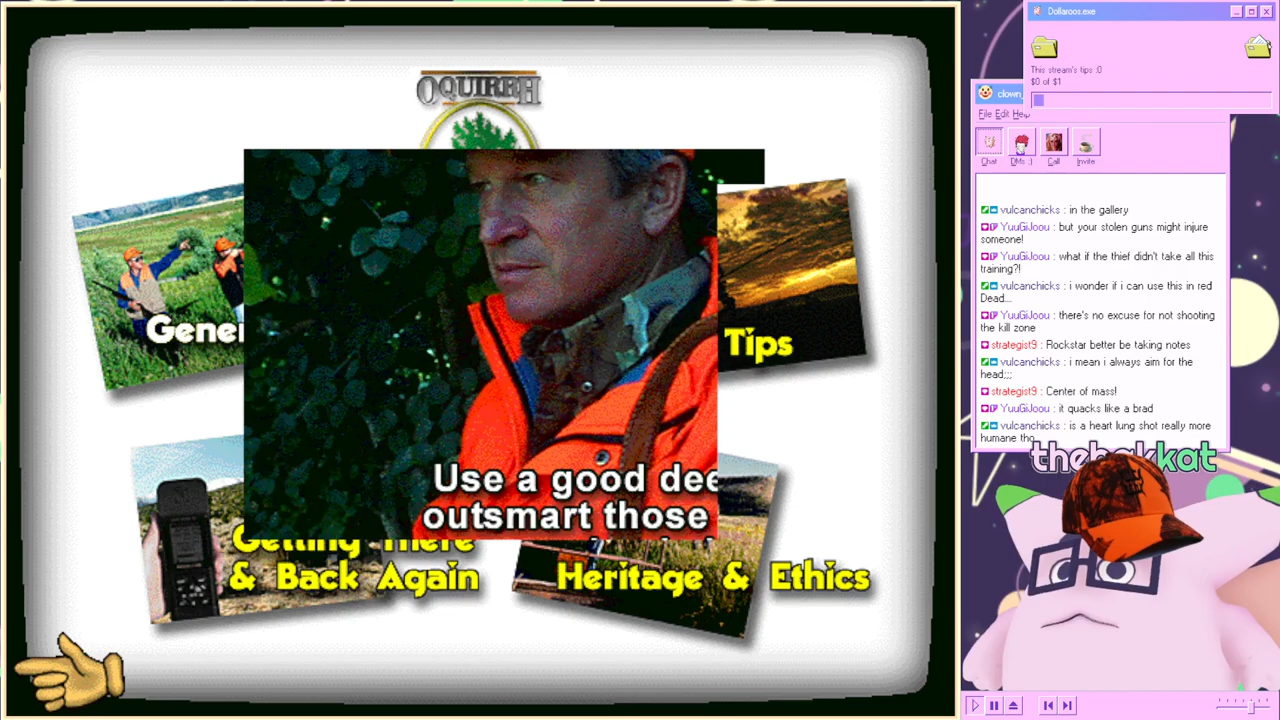 OQUIRRH
Gener
Tips
Use a good dee
outsmart those
Getting There
& Back Again
Heritage & Ethics
Dollaroos.exe
This stream's tips :0
$0 of $1
clown_
File Edit Help
Chat
DMs :)
Call
Invite
vulcanchicks : in the gallery
YuuGiJoou : but your stolen guns might injure
someone!
YuuGiJoou : what if the thief didn't take all this
training?!
vulcanchicks : i wonder if i can use this in red
Dead...
YuuGiJoou : there's no excuse for not shooting
the kill zone
strategist9 : Rockstar better be taking notes
vulcanchicks : i mean i always aim for the
head;;;
strategist9 : Center of mass!
YuuGiJoou : it quacks like a brad
vulcanchicks : is a heart lung shot really more
humane tho
thebakkat